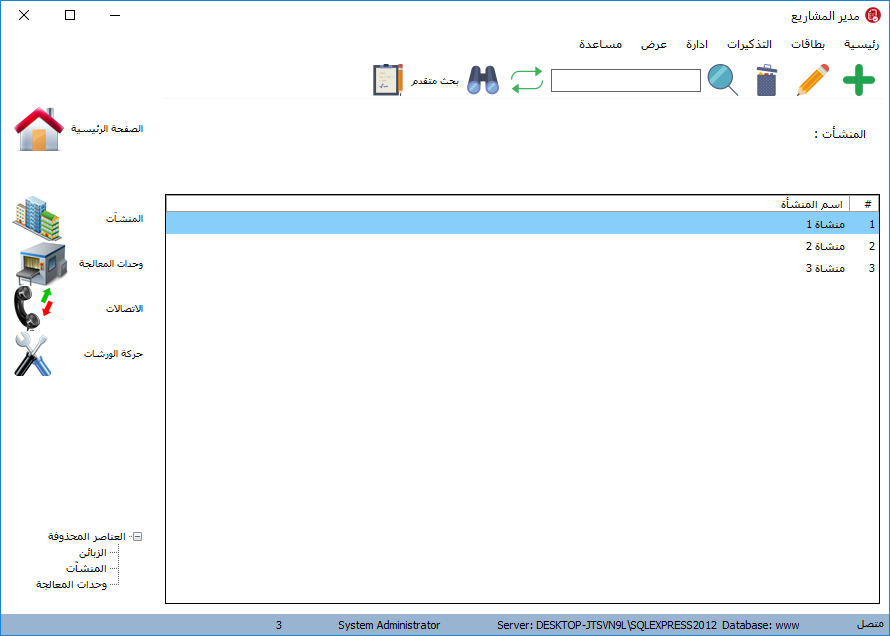 مدير المشاريع
رئيسية بطاقات التذكيرات ادارة عرض مساعدة
بحث متقدم
الصفحة الرئيسية
المنشأت :
# اسم المنشأة
1 منشاة 1
2 منشاة 2
3 منشاة 3
المنشآت
وحدات المعالجة
الاتصالات
حركة الورشات
العناصر المحذوفة
الزبائن
المنشآت
وحدات المعالجة
متصل Server: DESKTOP-JTSVN9L\SQLEXPRESS2012 Database: www System Administrator 3